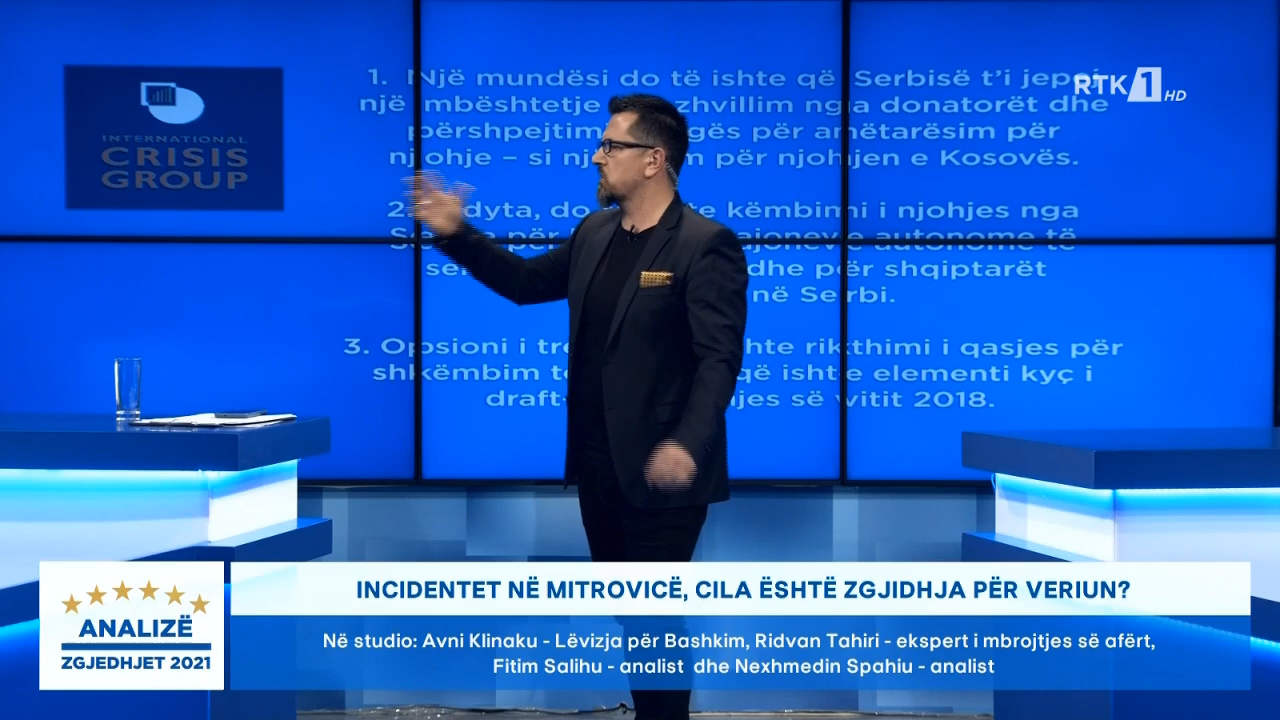 INTERNATIONAL
CRISIS
GROUP
1. Një mundësi do të ishte që Serbisë t'i jepej
një mbështetje zhvillim nga donatorët dhe
përshpejtim për anëtarësim për
njohje – si për njohjen e Kosovës.
do këmbimi i njohjes nga
autonome të
dhe për shqiptarët
në Serbi.
3. Opsioni i rikthimi i qasjes për
shkëmbim që është elementi kyç i
së vitit 2018.
RTK 1 HD
ANALIZË
ZGJEDHJET 2021
INCIDENTET NË MITROVICË, CILA ËSHTË ZGJIDHJA PËR VERIUN?
Në studio: Avni Klinaku - Lëvizja për Bashkim, Ridvan Tahiri - ekspert i mbrojtjes së afërt,
Fitim Salihu - analist dhe Nexhmedin Spahiu - analist